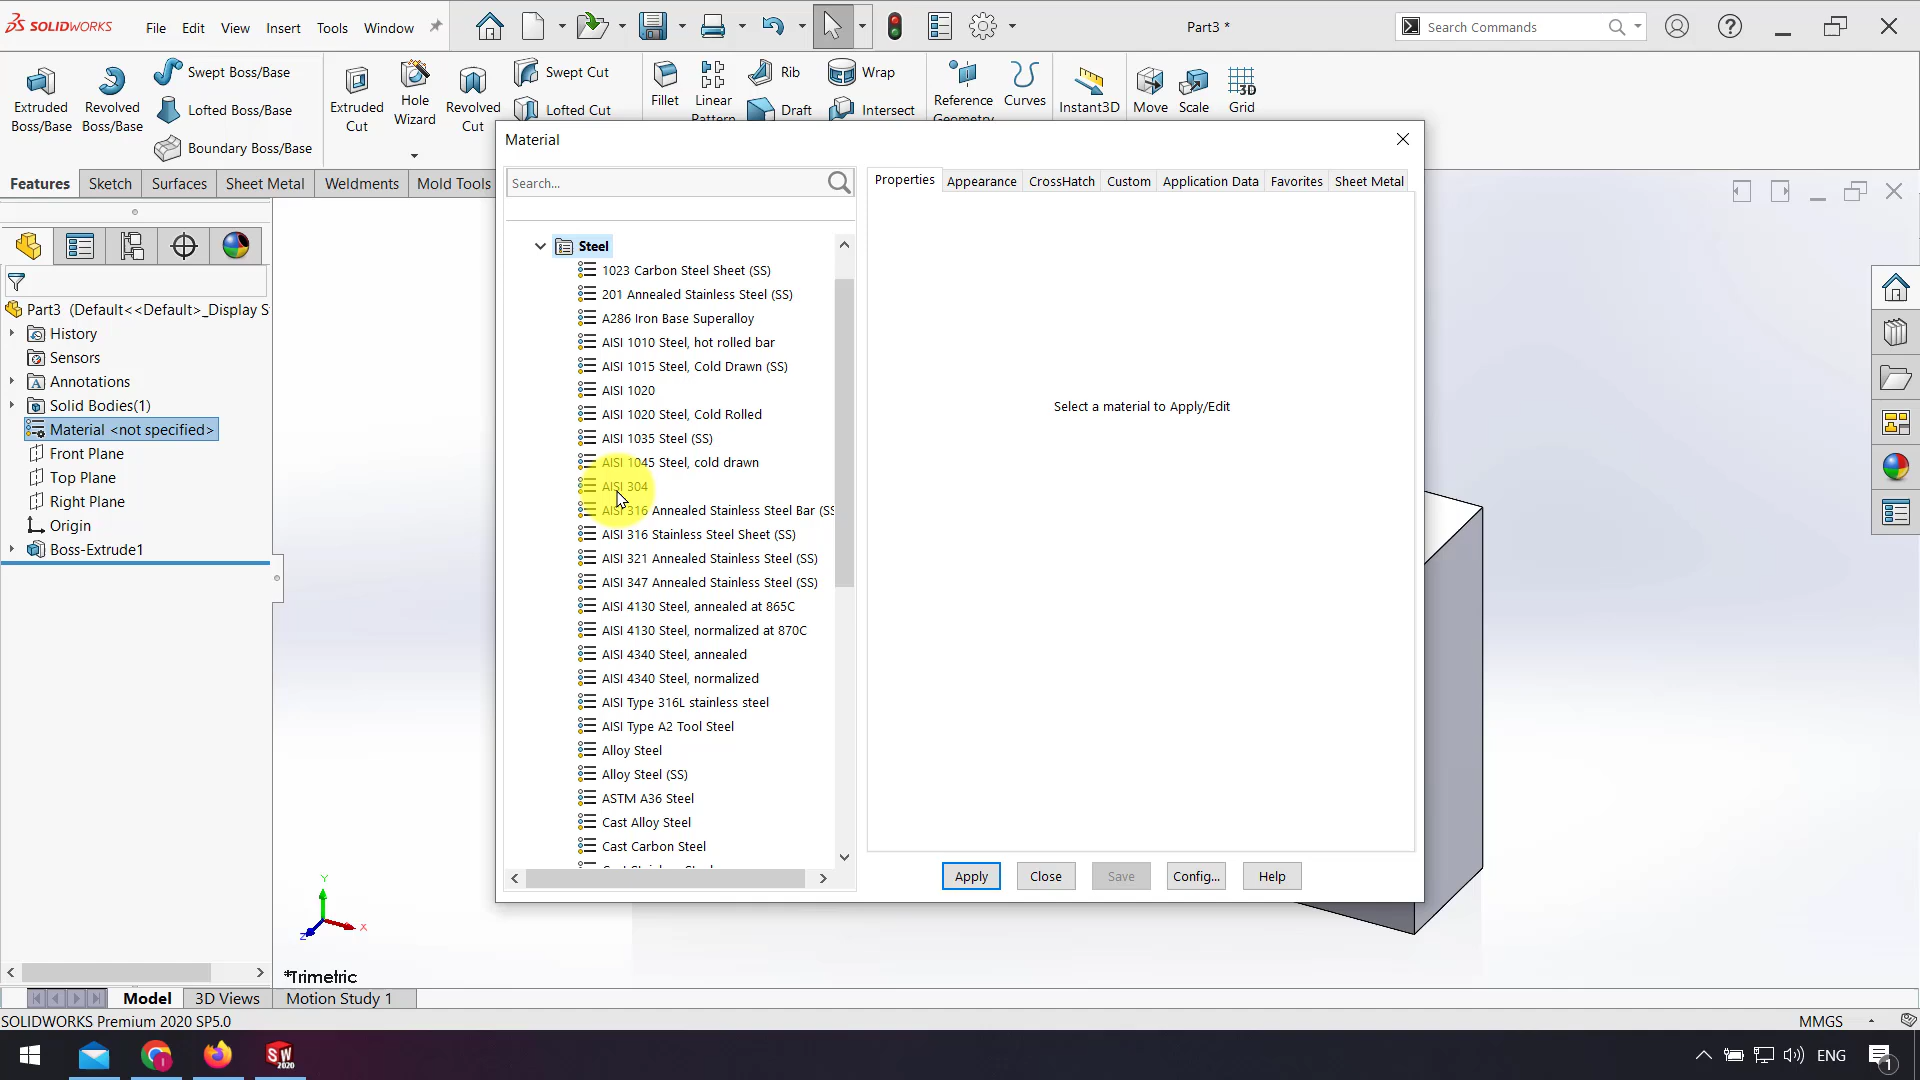 SOLIDWORKS
File Edit View Insert Tools Window
Part3 *
Search Commands
Extruded Boss/Base
Revolved Boss/Base
Swept Boss/Base
Lofted Boss/Base
Boundary Boss/Base
Extruded Cut
Hole Wizard
Revolved Cut
Swept Cut
Lofted Cut
Fillet
Linear Pattern
Rib
Draft
Wrap
Intersect
Reference Geometry
Curves
Instant3D
Move
Scale
3D
Grid
Features Sketch Surfaces Sheet Metal Weldments Mold Tools
Part3 (Default<<Default>_Display S
History
Sensors
A Annotations
Solid Bodies(1)
Material <not specified>
Front Plane
Top Plane
Right Plane
Origin
Boss-Extrude1
Material
Search...
Steel
1023 Carbon Steel Sheet (SS)
201 Annealed Stainless Steel (SS)
A286 Iron Base Superalloy
AISI 1010 Steel, hot rolled bar
AISI 1015 Steel, Cold Drawn (SS)
AISI 1020
AISI 1020 Steel, Cold Rolled
AISI 1035 Steel (SS)
AISI 1045 Steel, cold drawn
AISI 304
AISI 316 Annealed Stainless Steel Bar (SS
AISI 316 Stainless Steel Sheet (SS)
AISI 321 Annealed Stainless Steel (SS)
AISI 347 Annealed Stainless Steel (SS)
AISI 4130 Steel, annealed at 865C
AISI 4130 Steel, normalized at 870C
AISI 4340 Steel, annealed
AISI 4340 Steel, normalized
AISI Type 316L stainless steel
AISI Type A2 Tool Steel
Alloy Steel
Alloy Steel (SS)
ASTM A36 Steel
Cast Alloy Steel
Cast Carbon Steel
Properties Appearance CrossHatch Custom Application Data Favorites Sheet Metal
Select a material to Apply/Edit
Apply Close Save Config... Help
Y
X
Z
*Trimetric
Model 3D Views Motion Study 1
SOLIDWORKS Premium 2020 SP5.0
MMGS
SW
2020
ENG
1